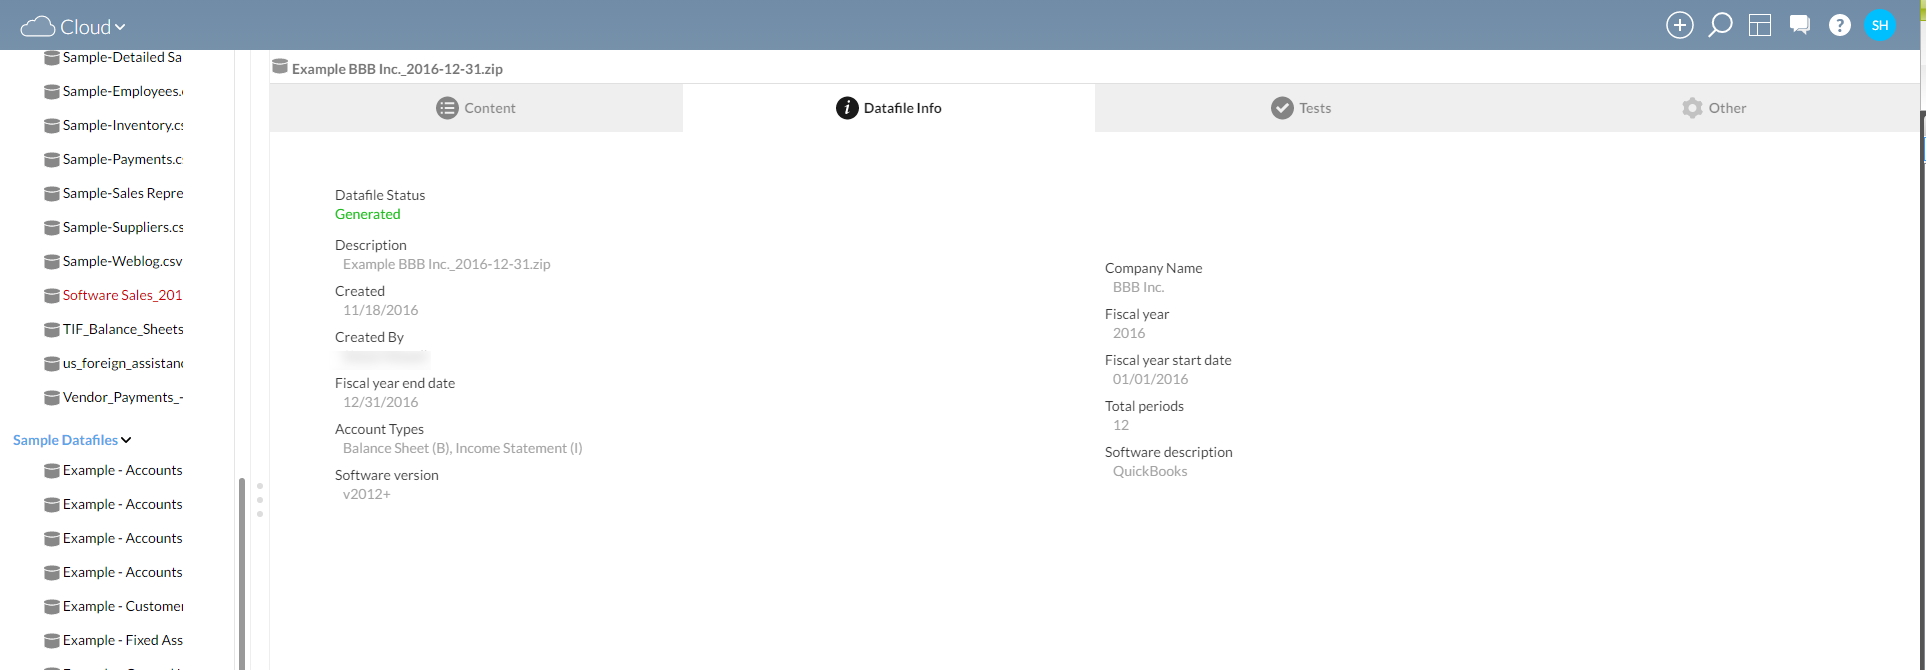 Cloud
SH
Sample-Detailed Sa
Sample-Employees.
Sample-Inventory.cs
Sample-Payments.c
Sample-Sales Repre
Sample-Suppliers.cs
Sample-Weblog.csv
Software Sales_201
TIF_Balance_Sheets
us_foreign_assistan
Vendor_Payments_-
Sample Datafiles
Example - Accounts
Example - Accounts
Example - Accounts
Example - Accounts
Example - Customer
Example - Fixed Ass
Example BBB Inc._2016-12-31.zip
Content
Datafile Info
Tests
Other
Datafile Status
Generated
Description
Example BBB Inc._2016-12-31.zip
Created
11/18/2016
Created By
Fiscal year end date
12/31/2016
Account Types
Balance Sheet (B), Income Statement (I)
Software version
v2012+
Company Name
BBB Inc.
Fiscal year
2016
Fiscal year start date
01/01/2016
Total periods
12
Software description
QuickBooks